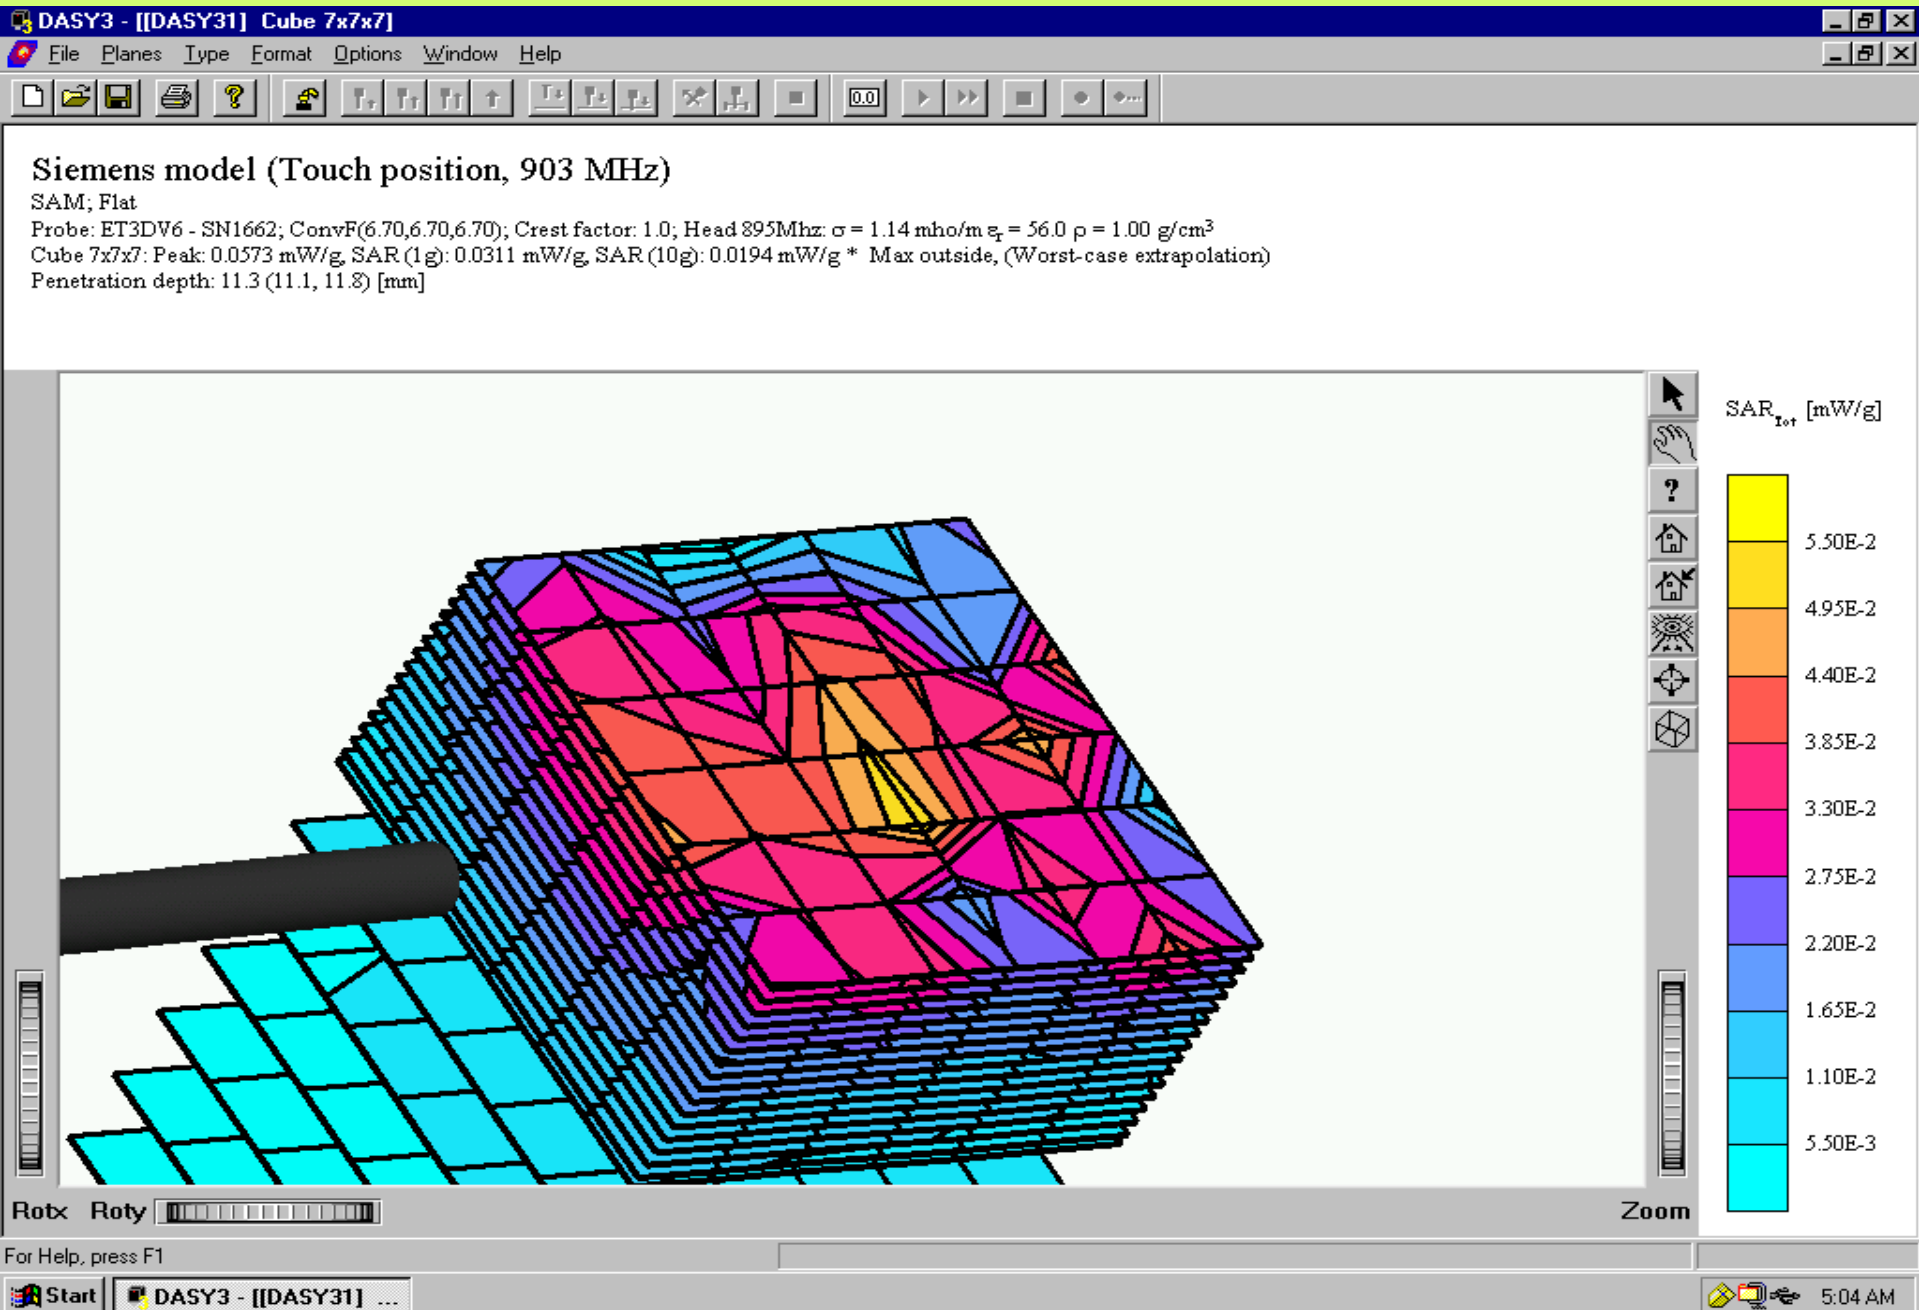 DASY3 - [[DASY31] Cube 7x7x7]
File Planes Type Format Options Window Help
0.0
Siemens model (Touch position, 903 MHz)
SAM; Flat
Probe: ET3DV6 - SN1662; ConvF(6.70,6.70,6.70); Crest factor: 1.0; Head 895Mhz: σ = 1.14 mho/m εr = 56.0 ρ = 1.00 g/cm³
Cube 7x7x7: Peak: 0.0573 mW/g, SAR (1g): 0.0311 mW/g, SAR (10g): 0.0194 mW/g * Max outside, (Worst-case extrapolation)
Penetration depth: 11.3 (11.1, 11.8) [mm]
SARTot [mW/g]
5.50E-2
4.95E-2
4.40E-2
3.85E-2
3.30E-2
2.75E-2
2.20E-2
1.65E-2
1.10E-2
5.50E-3
Rotx Roty Zoom
For Help, press F1
Start DASY3 - [[DASY31] ... 5:04 AM